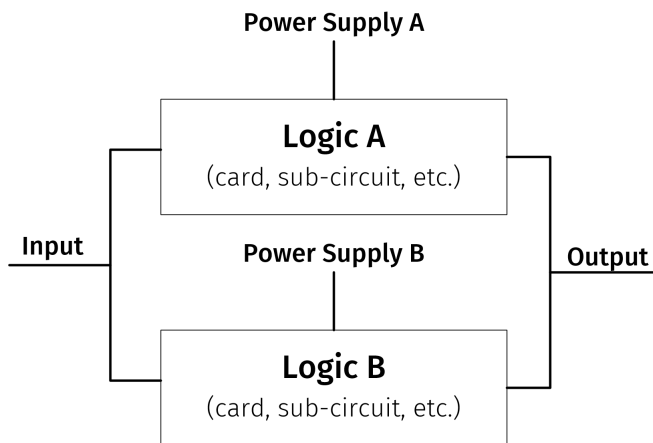 Power Supply A
Logic A
(card, sub-circuit, etc.)
Input
Power Supply B
Output
Logic B
(card, sub-circuit, etc.)